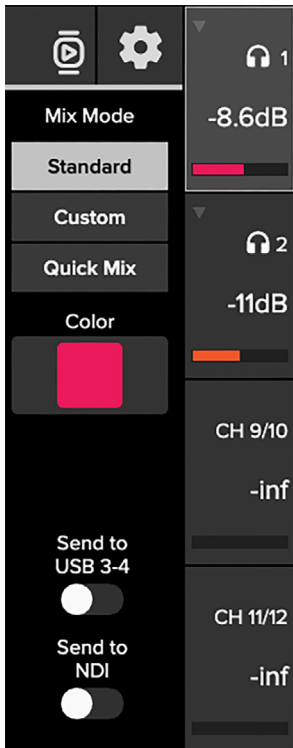 Mix Mode
Standard
Custom
Quick Mix
Color
Send to
USB 3-4
Send to
NDI
1
-8.6dB
2
-11dB
CH 9/10
-inf
CH 11/12
-inf